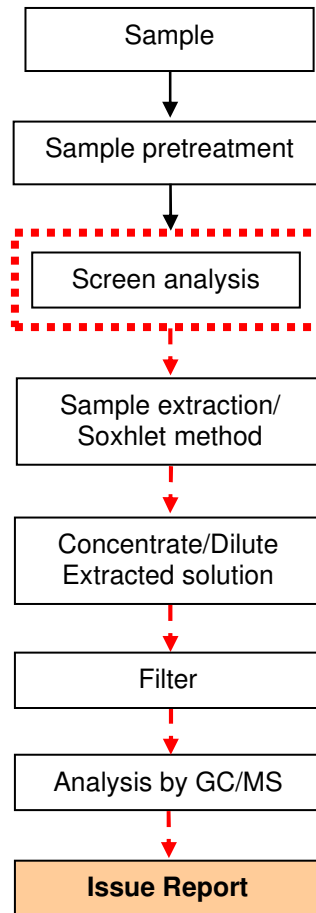 Sample
Sample pretreatment
Screen analysis
Sample extraction/
Soxhlet method
Concentrate/Dilute
Extracted solution
Filter
Analysis by GC/MS
Issue Report